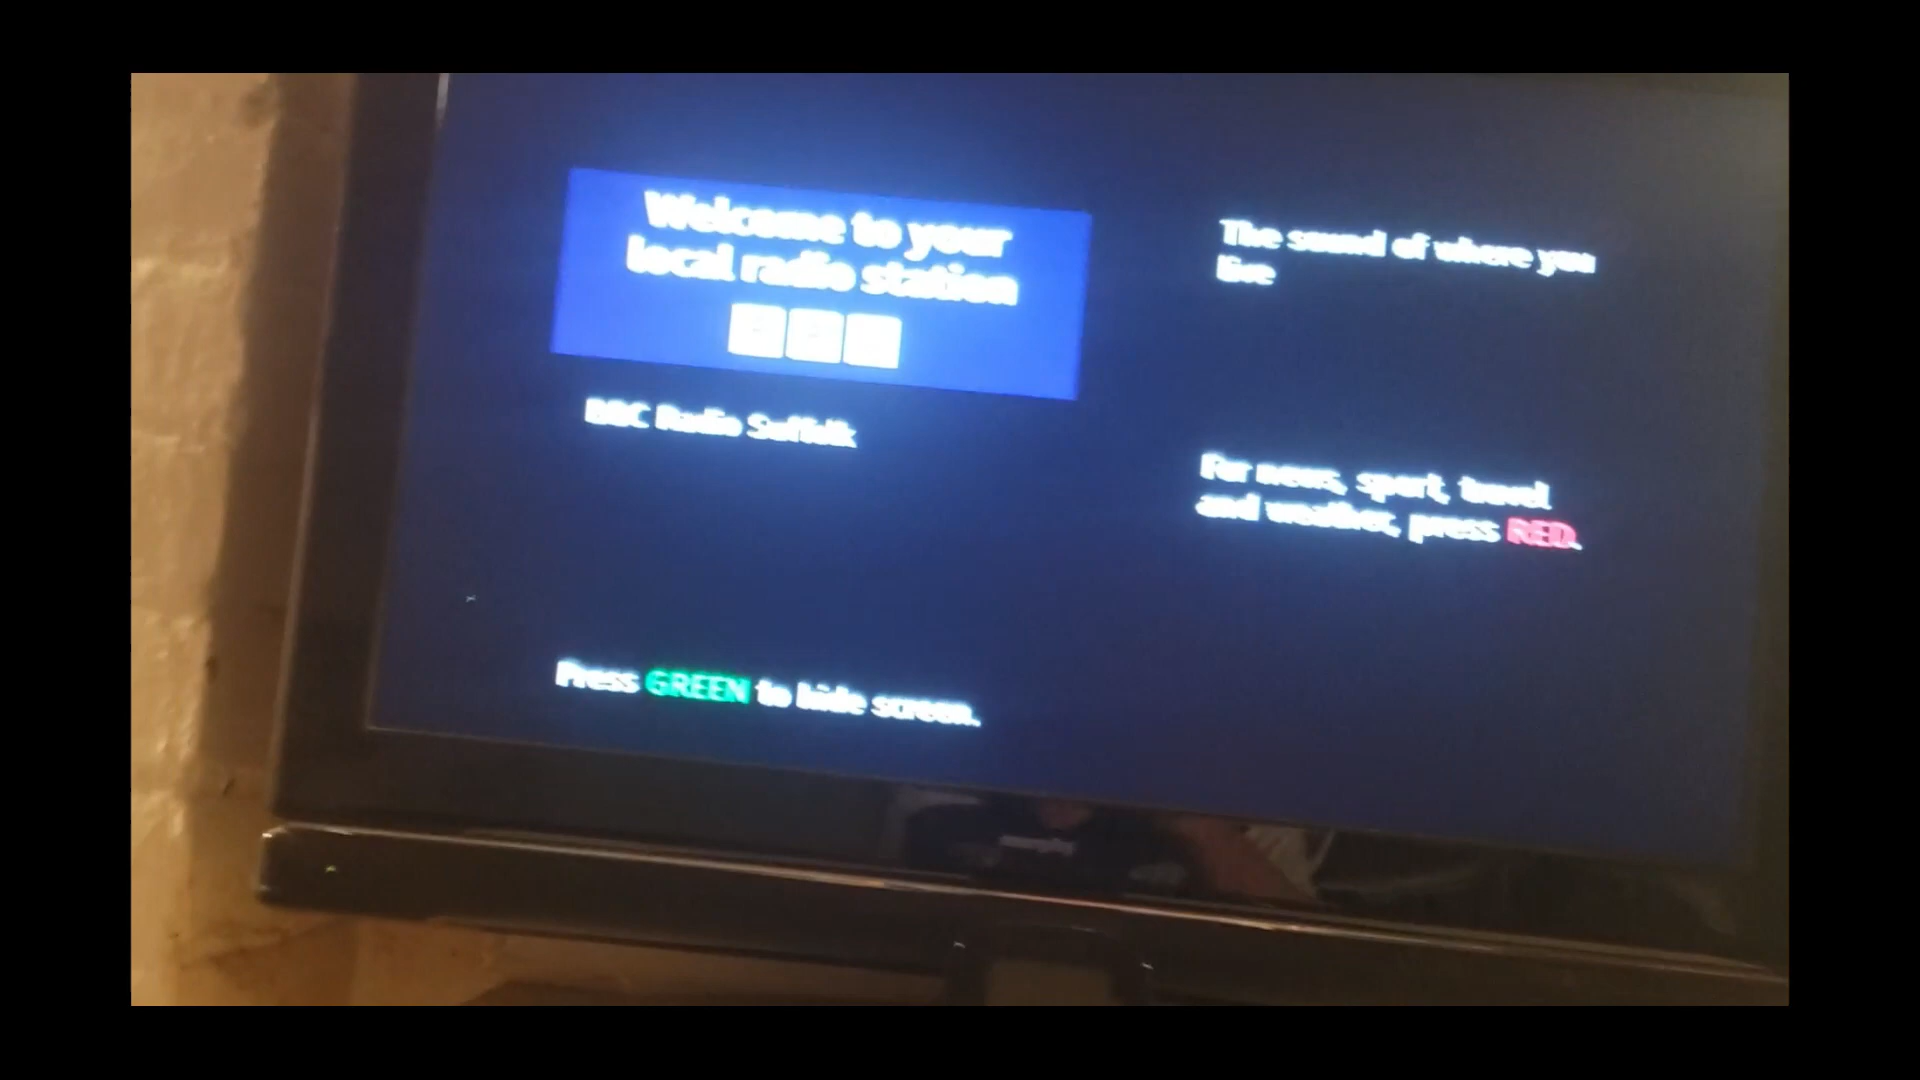 Welcome to your
local radio station
BBC
BBC Radio Suffolk
The sound of where you
live
For news, sport, travel
and weather, press RED.
Press GREEN to hide screen.